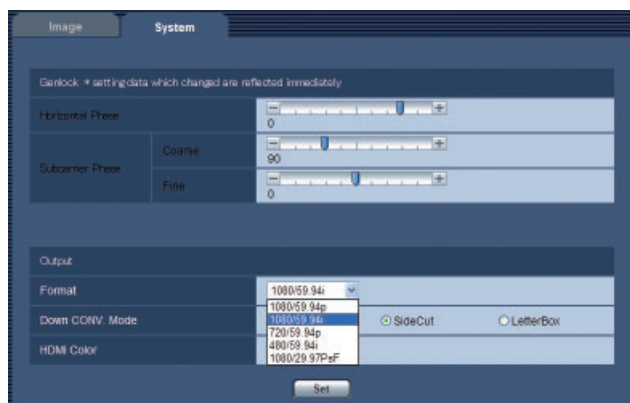 Image System
Genlock * setting data which changed are reflected immediately
Horizontal Phase
0
Subcarrier Phase Coarse
90
Fine
0
Output
Format 1080/59.94i
1080/59.94p
1080/59.94i
720/59.94p
480/59.94i
1080/29.97PsF
Down CONV. Mode SideCut LetterBox
HDMI Color
Set